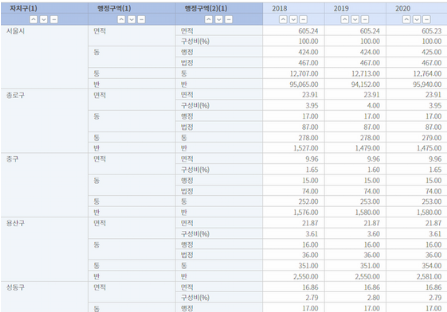 자치구(1) 행정구역(1) 행정구역(2)(1) 2018 2019 2020
서울시 면적 면적 605.24 605.24 605.23
구성비(%) 100.00 100.00 100.00
동 행정 424.00 424.00 425.00
법정 467.00 467.00 467.00
통 통 12,707.00 12,713.00 12,764.00
반 반 95,065.00 94,152.00 95,940.00
종로구 면적 면적 23.91 23.91 23.91
구성비(%) 3.95 4.00 3.95
동 행정 17.00 17.00 17.00
법정 87.00 87.00 87.00
통 통 278.00 278.00 279.00
반 반 1,527.00 1,479.00 1,475.00
중구 면적 면적 9.96 9.96 9.96
구성비(%) 1.65 1.60 1.65
동 행정 15.00 15.00 15.00
법정 74.00 74.00 74.00
통 통 252.00 253.00 253.00
반 반 1,576.00 1,580.00 1,580.00
용산구 면적 면적 21.87 21.87 21.87
구성비(%) 3.61 3.60 3.61
동 행정 16.00 16.00 16.00
법정 36.00 36.00 36.00
통 통 351.00 351.00 354.00
반 반 2,550.00 2,550.00 2,581.00
성동구 면적 면적 16.86 16.86 16.86
구성비(%) 2.79 2.80 2.79
동 행정 17.00 17.00 17.00